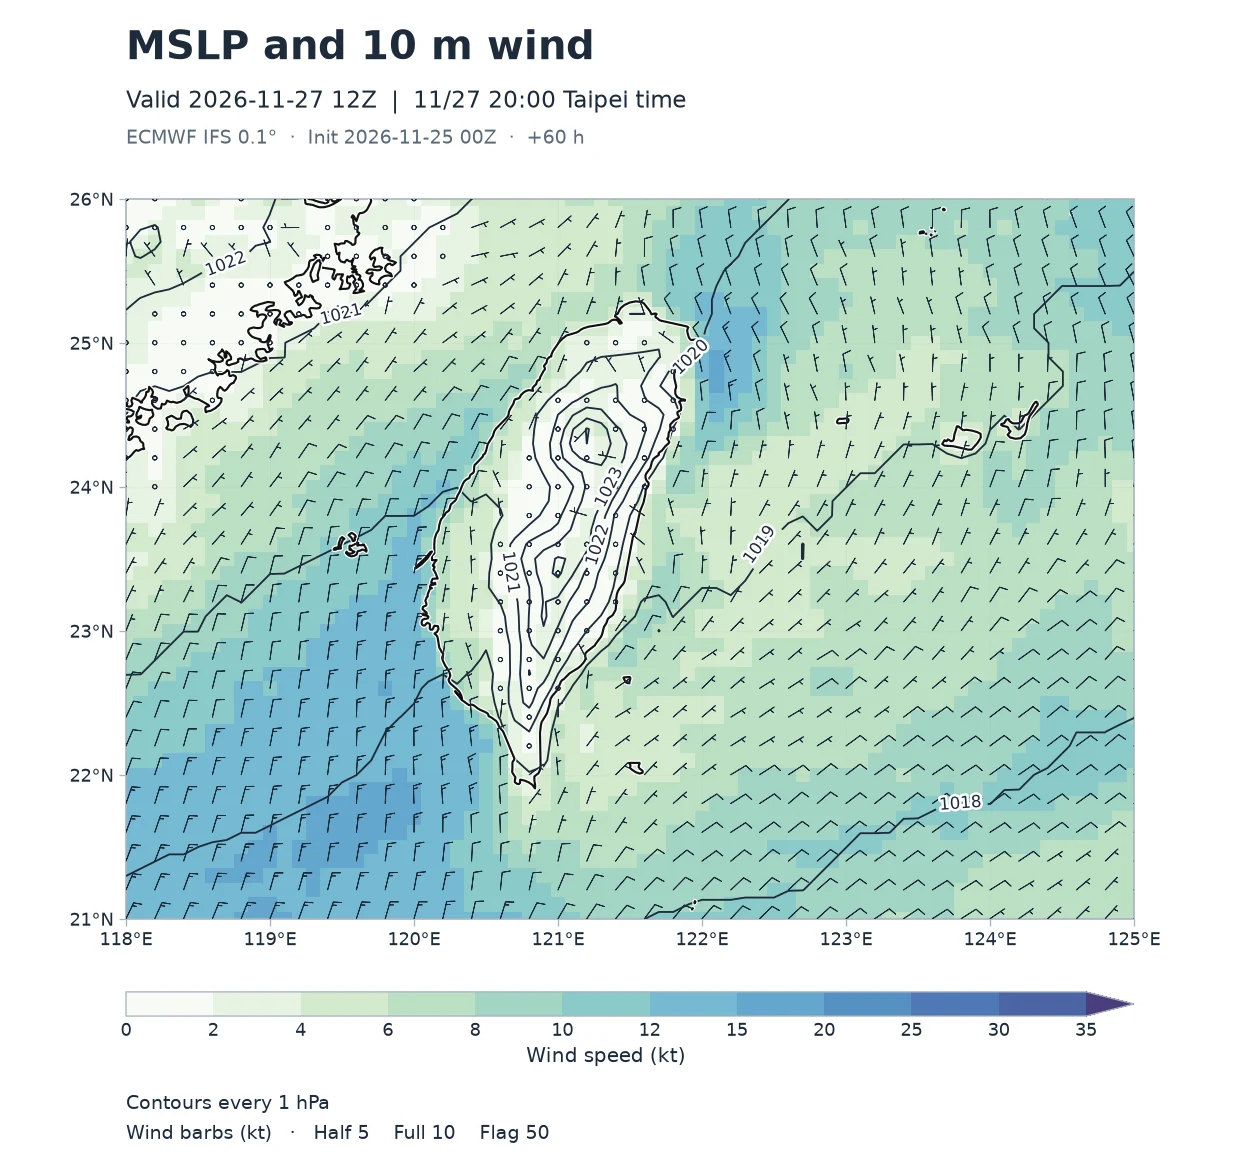 MSLP and 10 m wind
Valid 2026-11-27 12Z | 11/27 20:00 Taipei time
ECMWF IFS 0.1° · Init 2026-11-25 00Z · +60 h
26°N
25°N
24°N
23°N
22°N
21°N
1022
1021
1020
1023
1022
1021
1019
1018
118°E 119°E 120°E 121°E 122°E 123°E 124°E 125°E
0 2 4 6 8 10 12 15 20 25 30 35
Wind speed (kt)
Contours every 1 hPa
Wind barbs (kt) · Half 5 Full 10 Flag 50